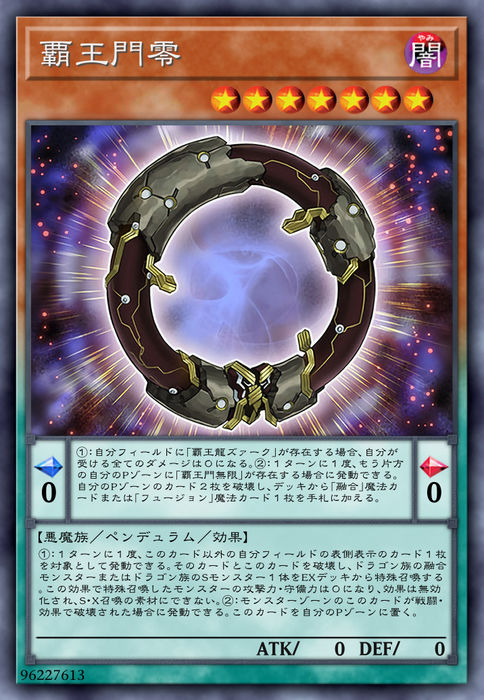 覇王門零
やみ
闇
①:自分フィールドに「覇王龍ズァーク」が存在する場合、自分が
受ける全てのダメージは0になる。②:1ターンに1度、もう片方
の自分のPゾーンに「覇王門無限」が存在する場合に発動できる。
自分のPゾーンのカード2枚を破壊し、デッキから「融合」魔法カ
ードまたは「フュージョン」魔法カード1枚を手札に加える。
0
0
【悪魔族/ペンデュラム/効果】
①:1ターンに1度、このカード以外の自分フィールドの表側表示のカード1枚
を対象として発動できる。そのカードとこのカードを破壊し、ドラゴン族の融合
モンスターまたはドラゴン族のSモンスター1体をEXデッキから特殊召喚する
。この効果で特殊召喚したモンスターの攻撃力・守備力は0になり、効果は無効
化され、S・X召喚の素材にできない。②:モンスターゾーンのこのカードが戦闘・
効果で破壊された場合に発動できる。このカードを自分のPゾーンに置く。
ATK/ 0 DEF/ 0
96227613